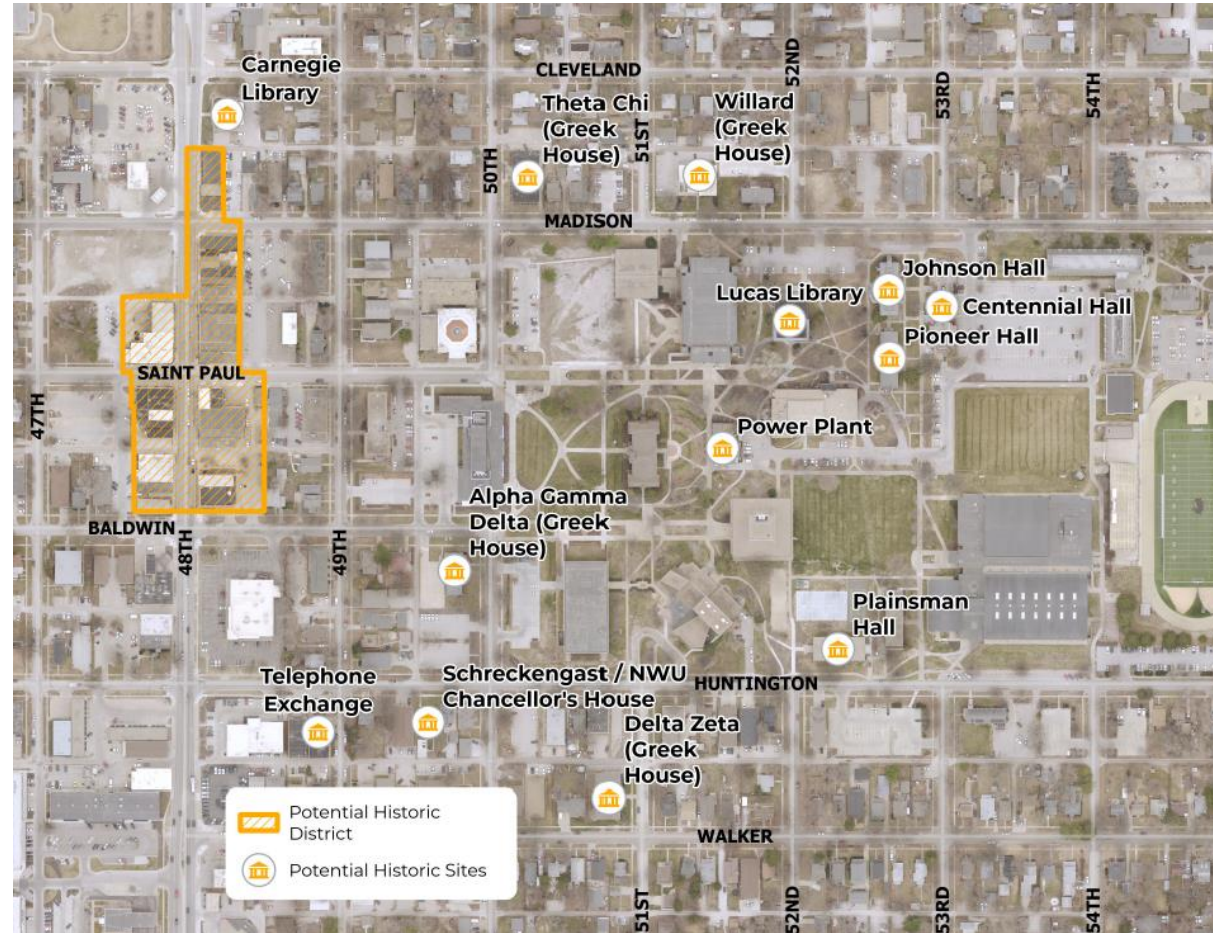 CLEVELAND
52ND
53RD
54TH
Carnegie
Library
Theta Chi
(Greek
House)
51ST
Willard
(Greek
House)
50TH
MADISON
Johnson Hall
Lucas Library
Centennial Hall
Pioneer Hall
SAINT PAUL
47TH
Power Plant
Alpha Gamma
Delta (Greek
House)
BALDWIN
48TH
49TH
Plainsman
Hall
Telephone
Exchange
Schreckengast / NWU
Chancellor's House
HUNTINGTON
Delta Zeta
(Greek
House)
Potential Historic
District
Potential Historic Sites
WALKER
51ST
52ND
53RD
54TH